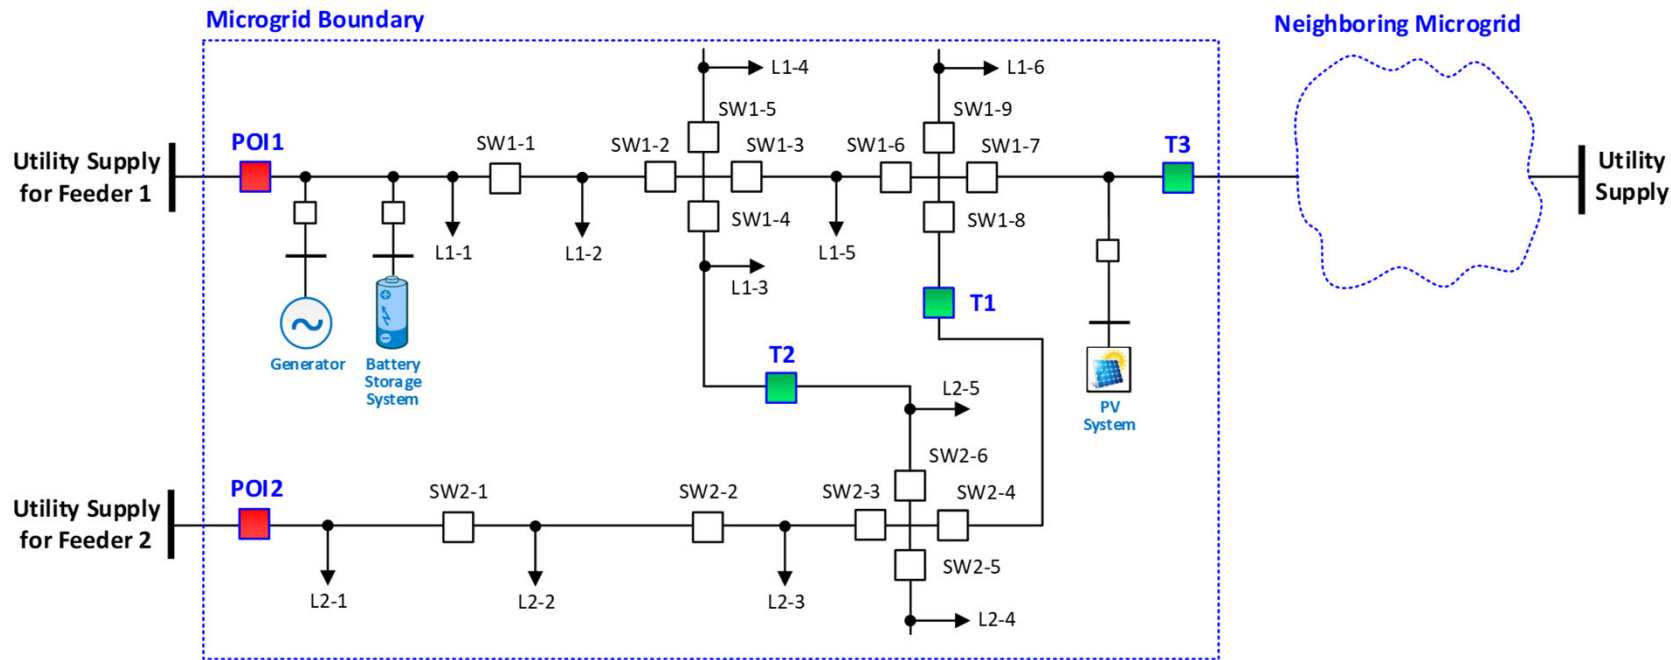 Microgrid Boundary
Neighboring Microgrid
L1-4
L1-6
SW1-5
SW1-9
POI1
SW1-1
SW1-2
SW1-3
SW1-6
SW1-7
T3
Utility Supply
for Feeder 1
Utility
Supply
SW1-4
SW1-8
L1-1
L1-2
L1-5
L1-3
T1
Generator
Battery
Storage
System
T2
L2-5
PV
System
SW2-6
POI2
SW2-1
SW2-2
SW2-3
SW2-4
Utility Supply
for Feeder 2
SW2-5
L2-1
L2-2
L2-3
L2-4